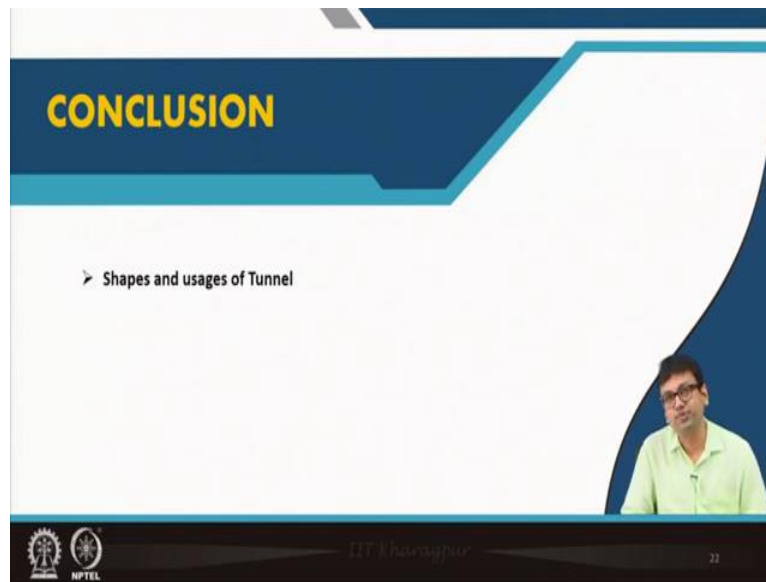 CONCLUSION
➢ Shapes and usages of Tunnel
NPTEL
IIT Kharagpur
22